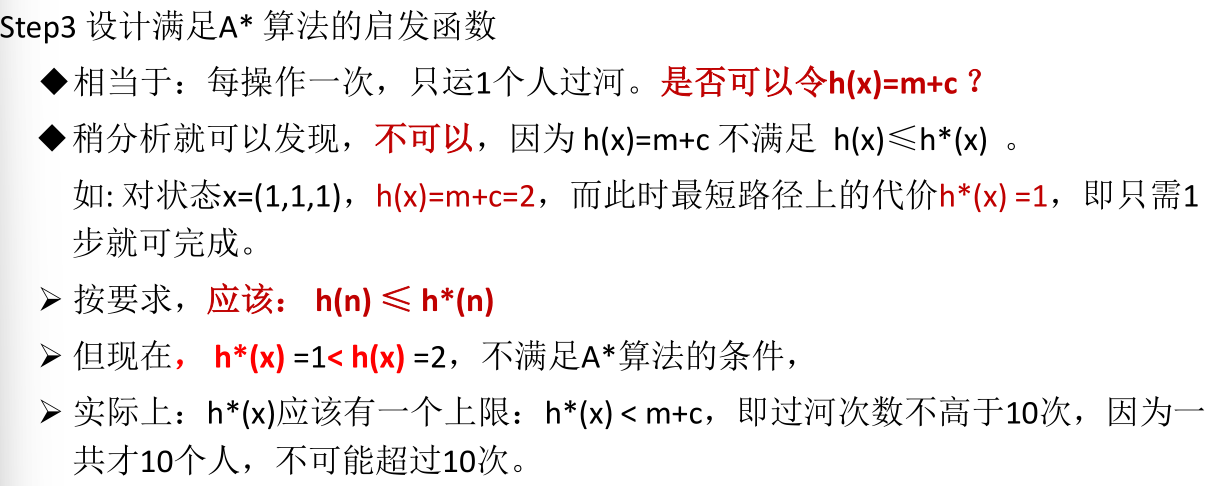 Step3 设计满足A* 算法的启发函数
◆相当于：每操作一次，只运1个人过河。是否可以令h(x)=m+c？
◆稍分析就可以发现，不可以，因为 h(x)=m+c 不满足 h(x)≤h*(x) 。
如: 对状态x=(1,1,1)，h(x)=m+c=2，而此时最短路径上的代价h*(x) =1，即只需1
步就可完成。
➢ 按要求，应该： h(n) ≤ h*(n)
➢ 但现在， h*(x) =1< h(x) =2，不满足A*算法的条件，
➢ 实际上：h*(x)应该有一个上限：h*(x) < m+c，即过河次数不高于10次，因为一
共才10个人，不可能超过10次。